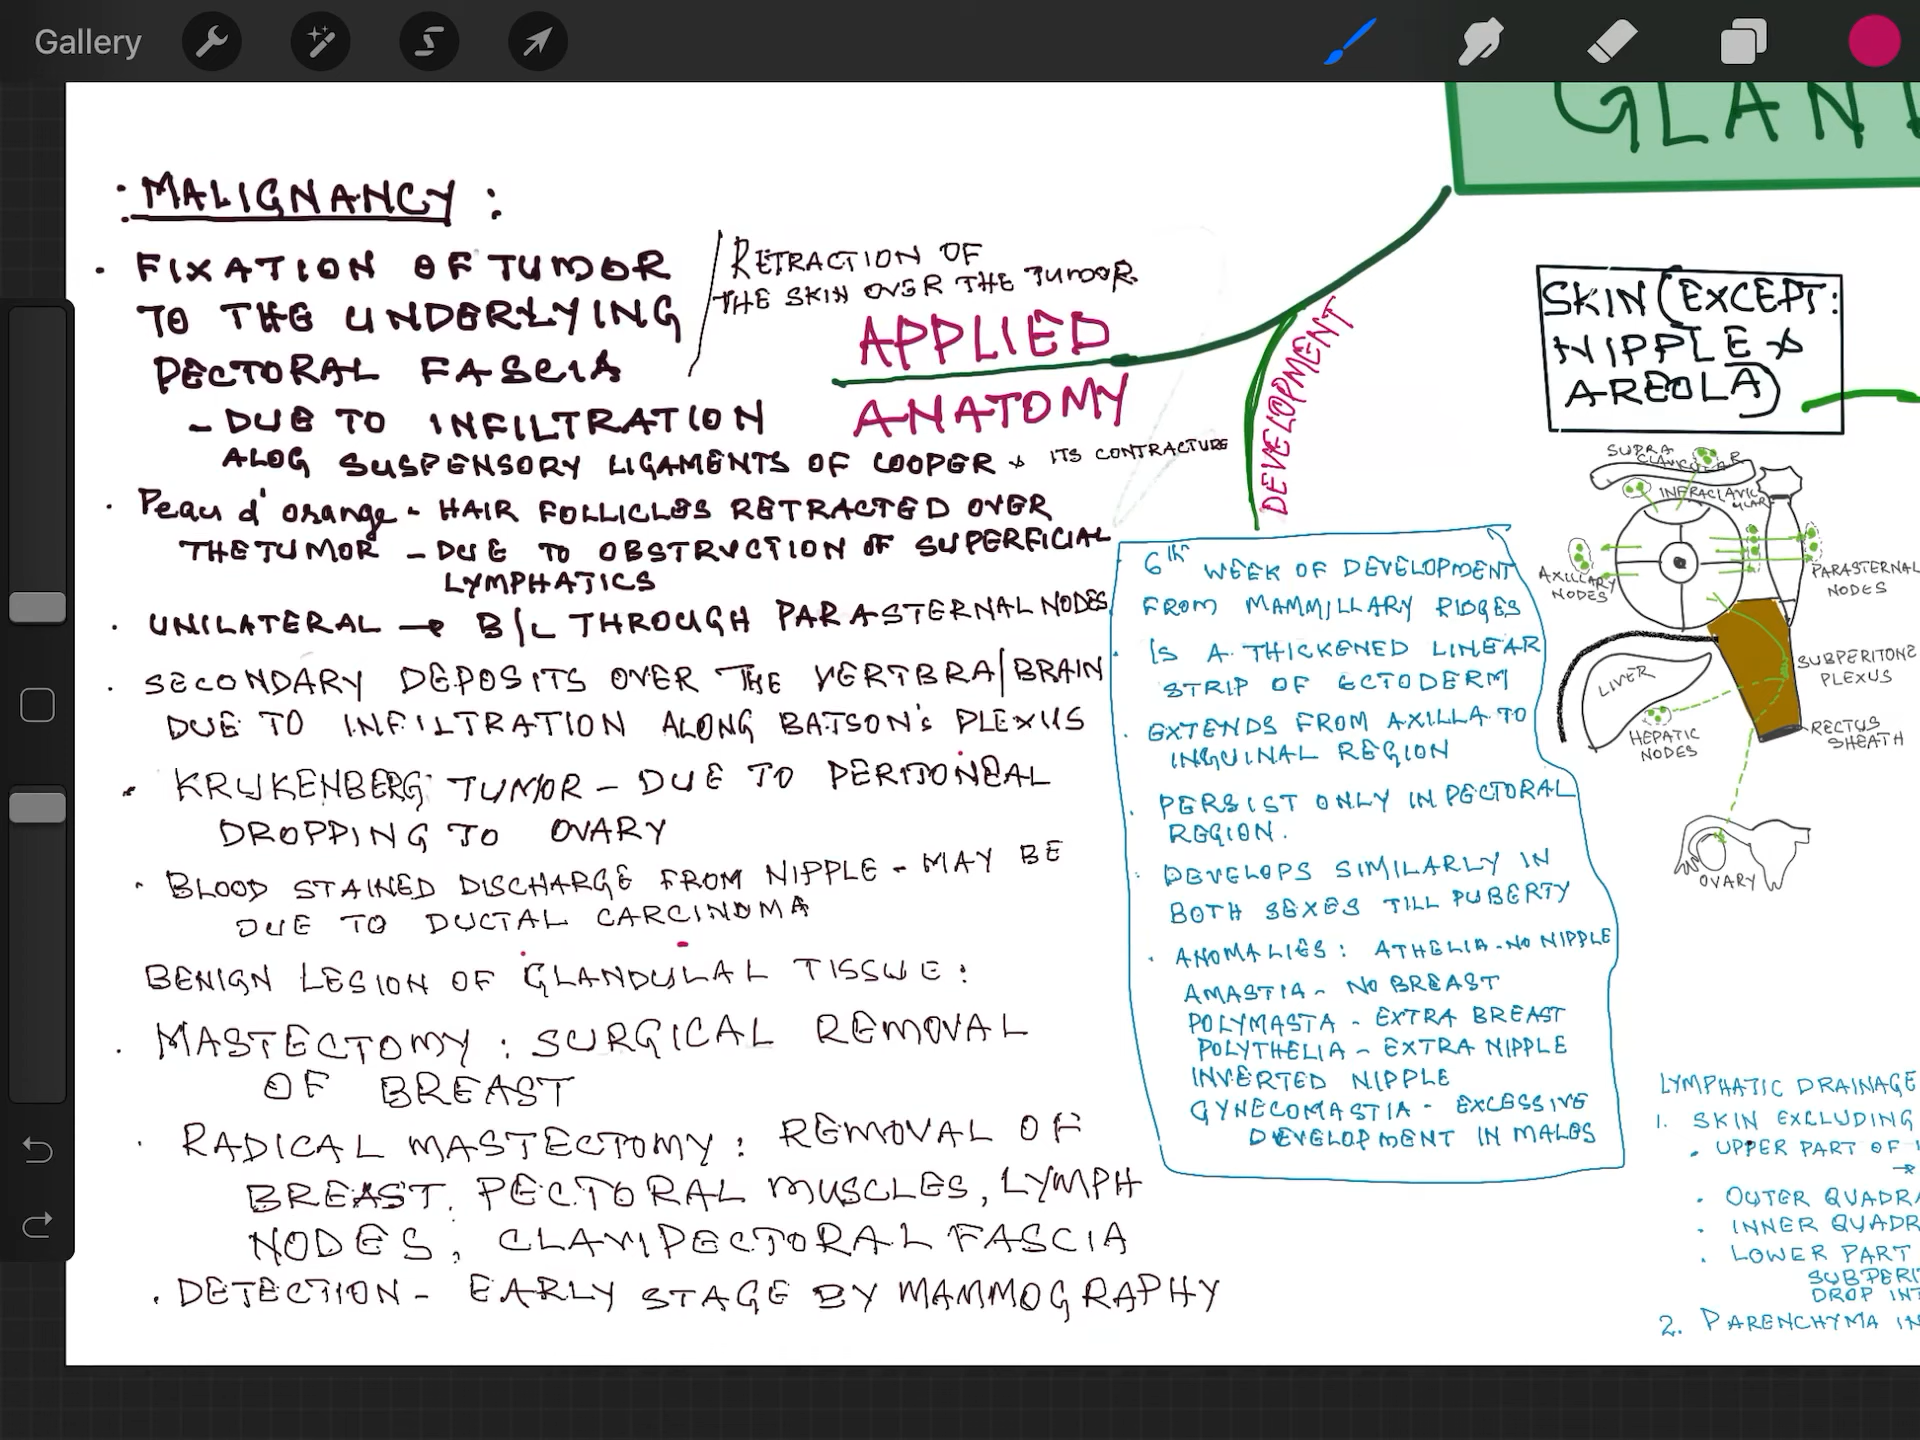 Gallery
GLAN
· MALIGNANCY :
· FIXATION OF TUMOR
TO THE UNDERLYING
PECTORAL FASCIA
- DUE TO INFILTRATION
ALOG SUSPENSORY LIGAMENTS OF COOPER & ITS CONTRACTURE
RETRACTION OF
THE SKIN OVER THE TUMOR
APPLIED
ANATOMY
· Peau d' orange - HAIR FOLLICLES RETRACTED OVER
THE TUMOR - DUE TO OBSTRUCTION OF SUPERFICIAL
LYMPHATICS
· UNILATERAL → B/L THROUGH PARASTERNAL NODES
· SECONDARY DEPOSITS OVER THE VERTBRA/BRAIN
DUE TO INFILTRATION ALONG BATSON'S PLEXUS
· KRUKENBERG TUMOR - DUE TO PERITONEAL
DROPPING TO OVARY
· BLOOD STAINED DISCHARGE FROM NIPPLE - MAY BE
DUE TO DUCTAL CARCINOMA
BENIGN LESION OF GLANDULAL TISSUE :
· MASTECTOMY : SURGICAL REMOVAL
OF BREAST
· RADICAL MASTECTOMY : REMOVAL OF
BREAST, PECTORAL MUSCLES, LYMPH
NODES, CLAVIPECTORAL FASCIA
· DETECTION - EARLY STAGE BY MAMMOGRAPHY
DEVELOPMENT
· 6th WEEK OF DEVELOPMENT
FROM MAMMILLARY RIDGES
· IS A THICKENED LINEAR
STRIP OF ECTODERM
· EXTENDS FROM AXILLA TO
INGUINAL REGION
· PERSIST ONLY IN PECTORAL
REGION.
· DEVELOPS SIMILARLY IN
BOTH SEXES TILL PUBERTY
· ANOMALIES : ATHELIA - NO NIPPLE
AMASTIA - NO BREAST
POLYMASTA - EXTRA BREAST
POLYTHELIA - EXTRA NIPPLE
INVERTED NIPPLE
GYNECOMASTIA - EXCESSIVE
DEVELOPMENT IN MALES
SKIN (EXCEPT:
NIPPLE &
AREOLA)
SUPRA
CLAVICULAR
INFRACLAVIC
ULAR
AXILLARY
NODES
PARASTERNAL
NODES
SUBPERITONE
PLEXUS
LIVER
HEPATIC
NODES
RECTUS
SHEATH
OVARY
LYMPHATIC DRAINAGE
1. SKIN EXCLUDING
· UPPER PART OF
→
· OUTER QUADRA
· INNER QUADR
· LOWER PART
SUBPERIT
DROP INT
2. PARENCHYMA IN